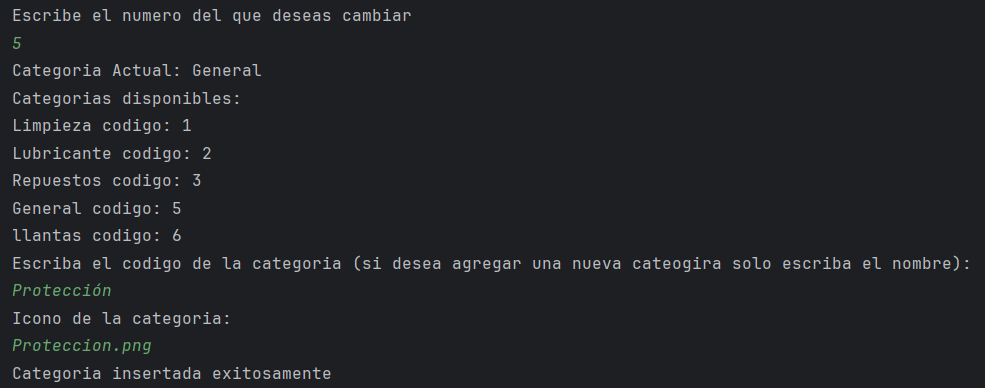 Escribe el numero del que deseas cambiar
5
Categoria Actual: General
Categorias disponibles:
Limpieza codigo: 1
Lubricante codigo: 2
Repuestos codigo: 3
General codigo: 5
llantas codigo: 6
Escriba el codigo de la categoria (si desea agregar una nueva cateogira solo escriba el nombre):
Protección
Icono de la categoria:
Proteccion.png
Categoria insertada exitosamente